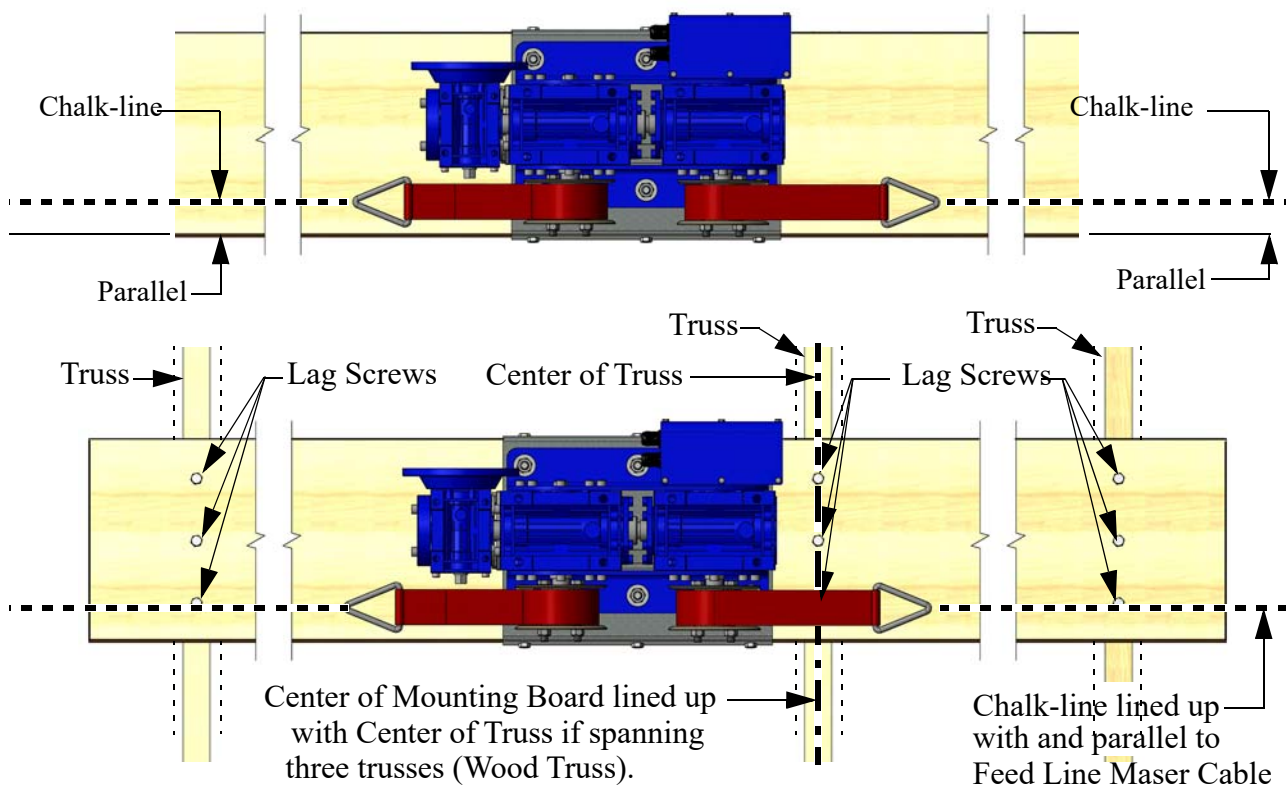 Chalk-line
Chalk-line
Parallel
Parallel
Truss
Truss
Truss
Center of Truss
Lag Screws
Lag Screws
Center of Mounting Board lined up
with Center of Truss if spanning
three trusses (Wood Truss).
Chalk-line lined up
with and parallel to
Feed Line Maser Cable